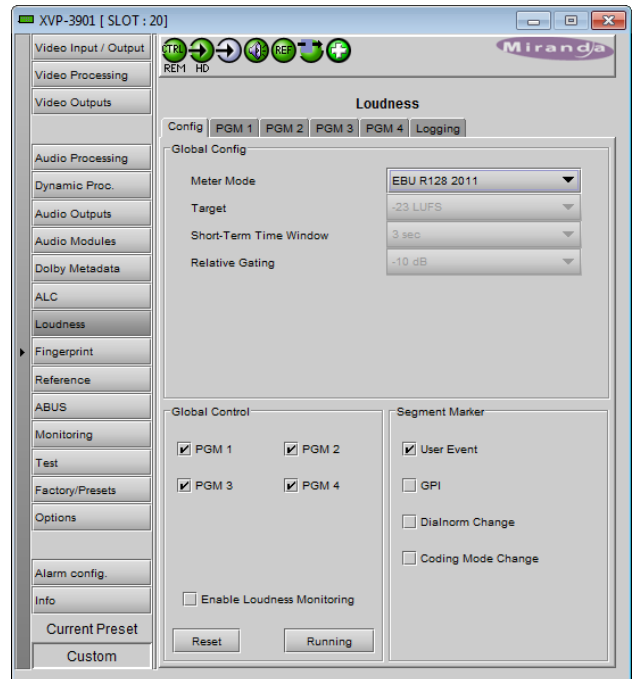 XVP-3901 [ SLOT : 20]
Video Input / Output
Video Processing
Video Outputs
Audio Processing
Dynamic Proc.
Audio Outputs
Audio Modules
Dolby Metadata
ALC
Loudness
Fingerprint
Reference
ABUS
Monitoring
Test
Factory/Presets
Options
Alarm config.
Info
Current Preset
Custom
CTRL REF
REM HD
Miranda
Loudness
Config PGM 1 PGM 2 PGM 3 PGM 4 Logging
Global Config
Meter Mode EBU R128 2011
Target -23 LUFS
Short-Term Time Window 3 sec
Relative Gating -10 dB
Global Control
PGM 1 PGM 2
PGM 3 PGM 4
Enable Loudness Monitoring
Reset Running
Segment Marker
User Event
GPI
Dialnorm Change
Coding Mode Change